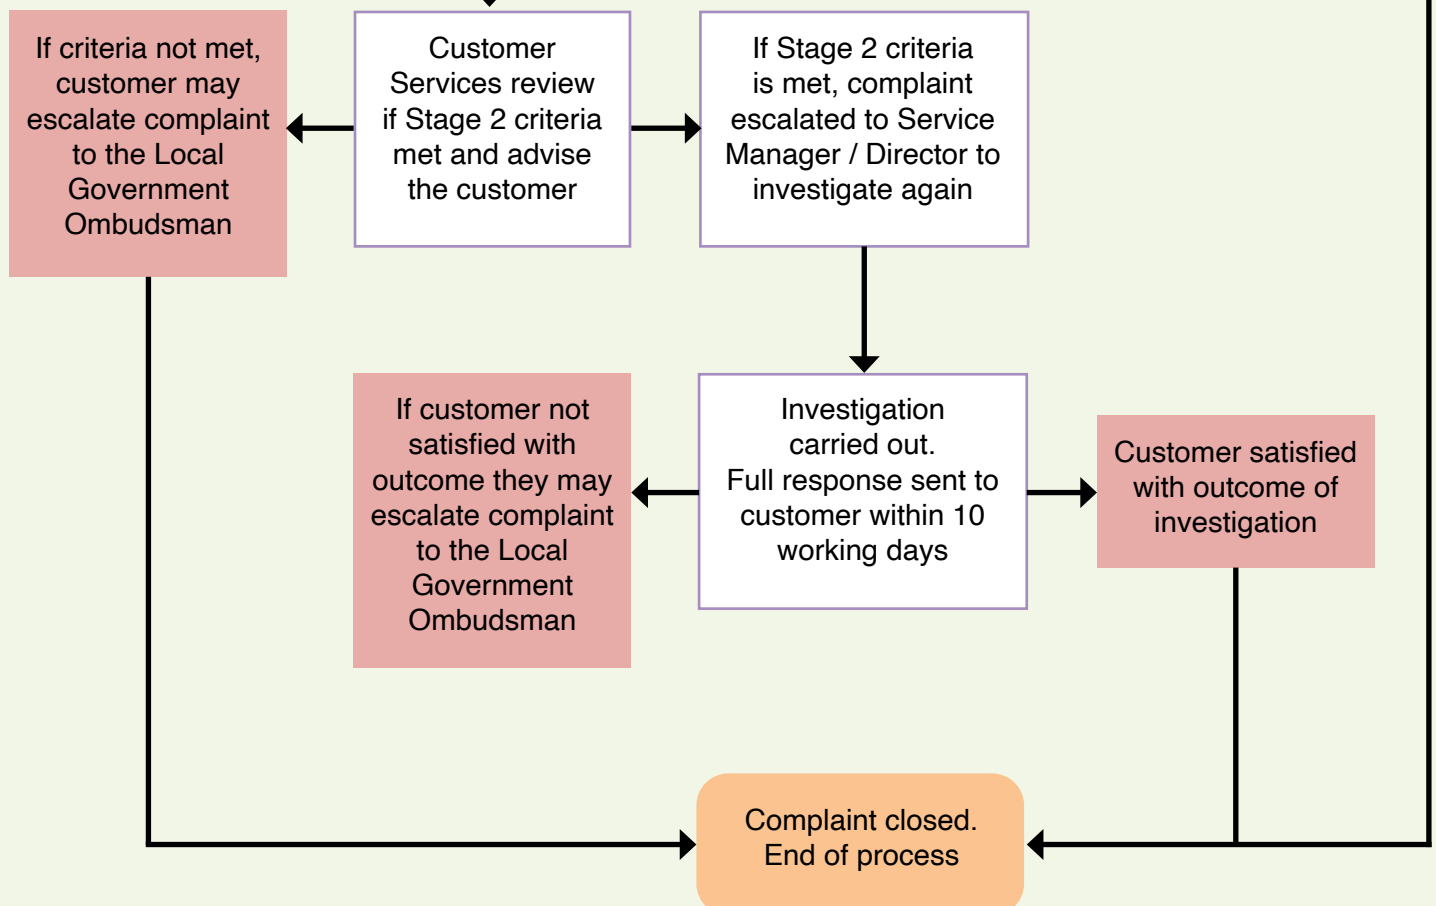 If criteria not met,
customer may
escalate complaint
to the Local
Government
Ombudsman
Customer
Services review
if Stage 2 criteria
met and advise
the customer
If Stage 2 criteria
is met, complaint
escalated to Service
Manager / Director to
investigate again
If customer not
satisfied with
outcome they may
escalate complaint
to the Local
Government
Ombudsman
Investigation
carried out.
Full response sent to
customer within 10
working days
Customer satisfied
with outcome of
investigation
Complaint closed.
End of process